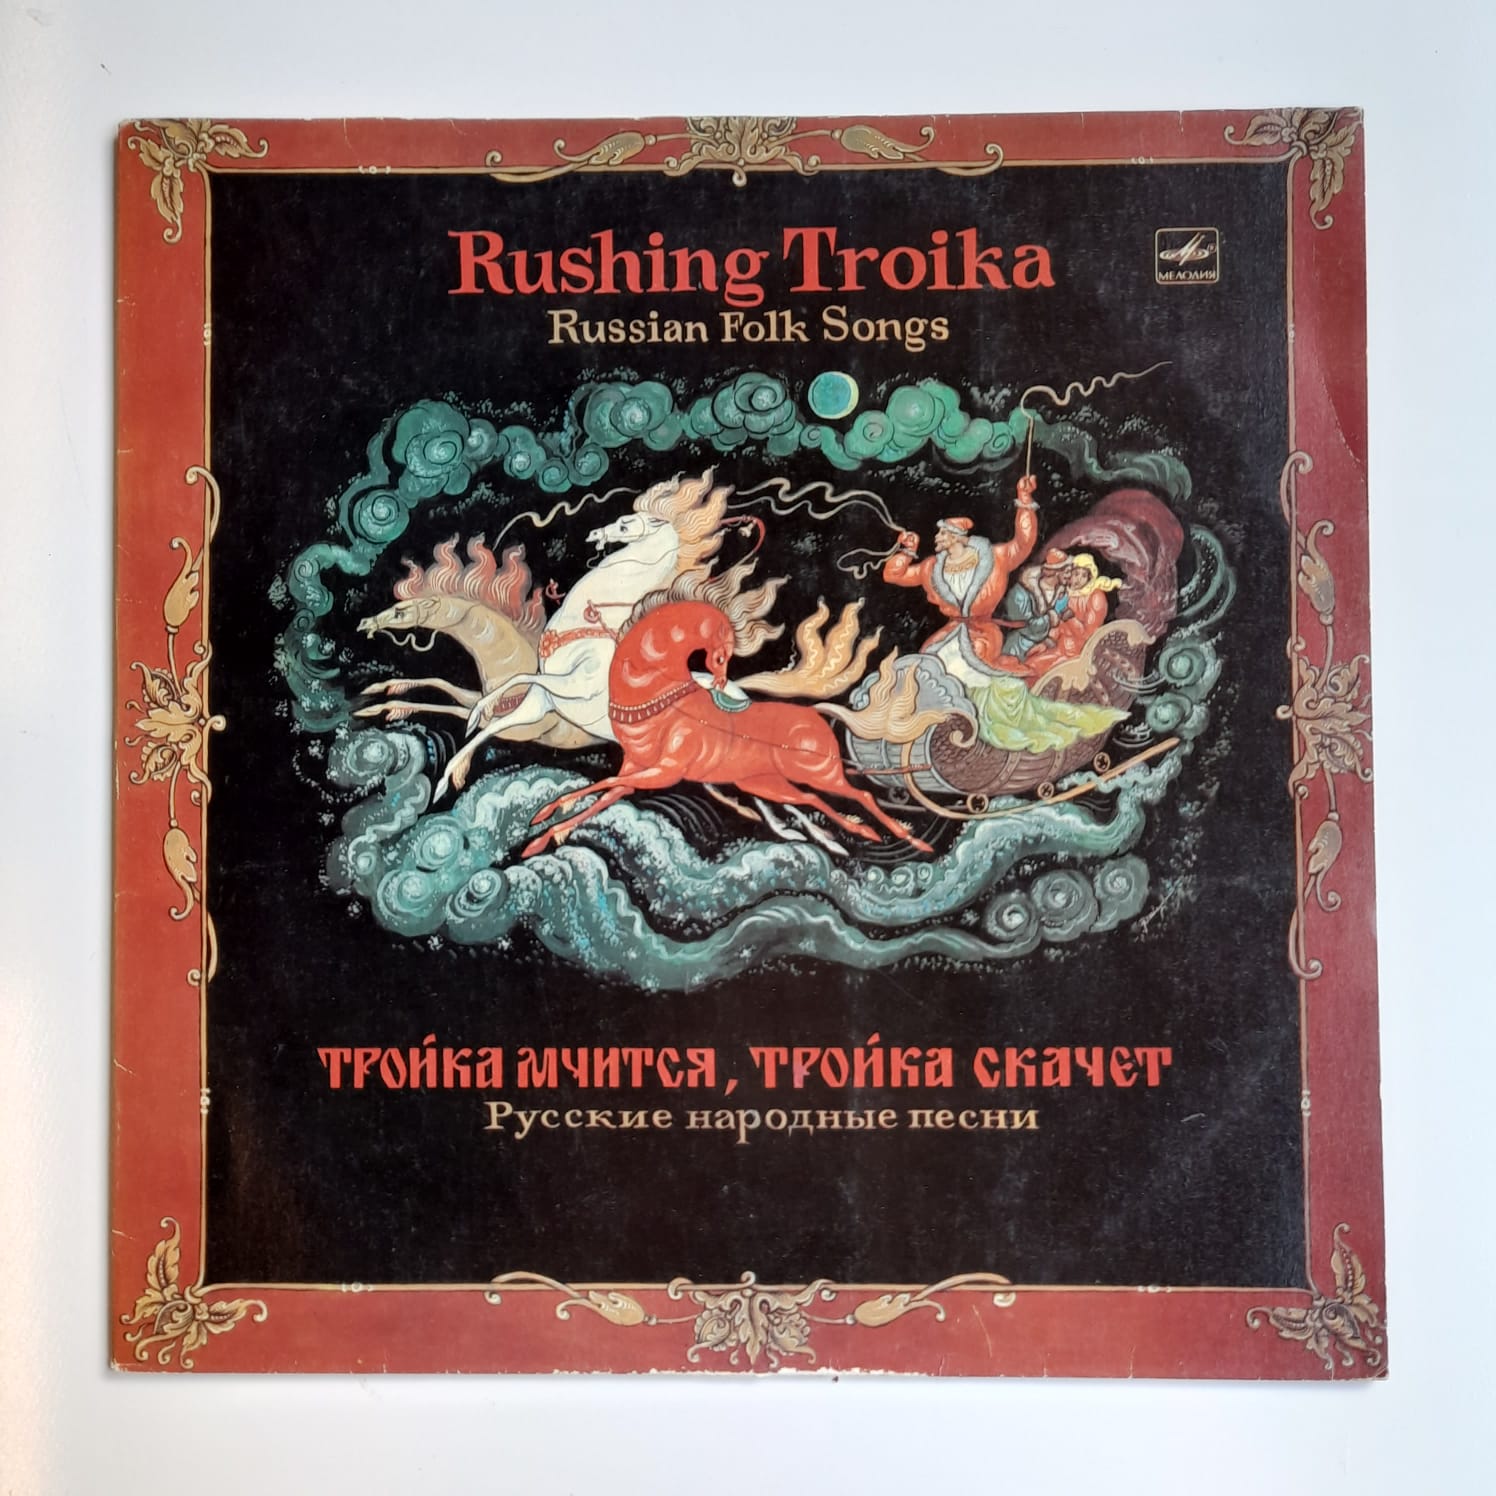 Rushing Troika
МЕЛОДИЯ
Russian Folk Songs
ТРОЙКА МЧИТСЯ, ТРОЙКА СКАЧЕТ
Русские народные песни